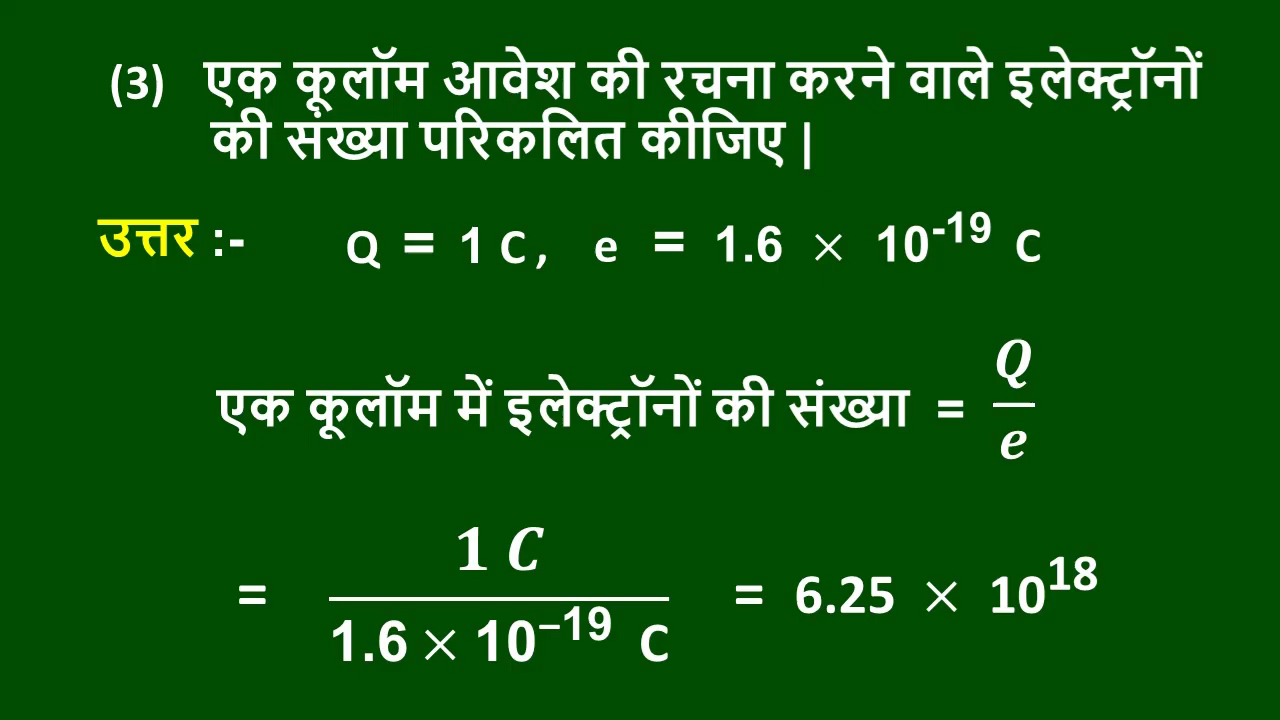 (3) एक कूलॉम आवेश की रचना करने वाले इलेक्ट्रॉनों
की संख्या परिकलित कीजिए |
उत्तर :- Q = 1 C , e = 1.6 × 10⁻¹⁹ C
एक कूलॉम में इलेक्ट्रॉनों की संख्या = Q/e
= 1 C / 1.6 × 10⁻¹⁹ C = 6.25 × 10¹⁸